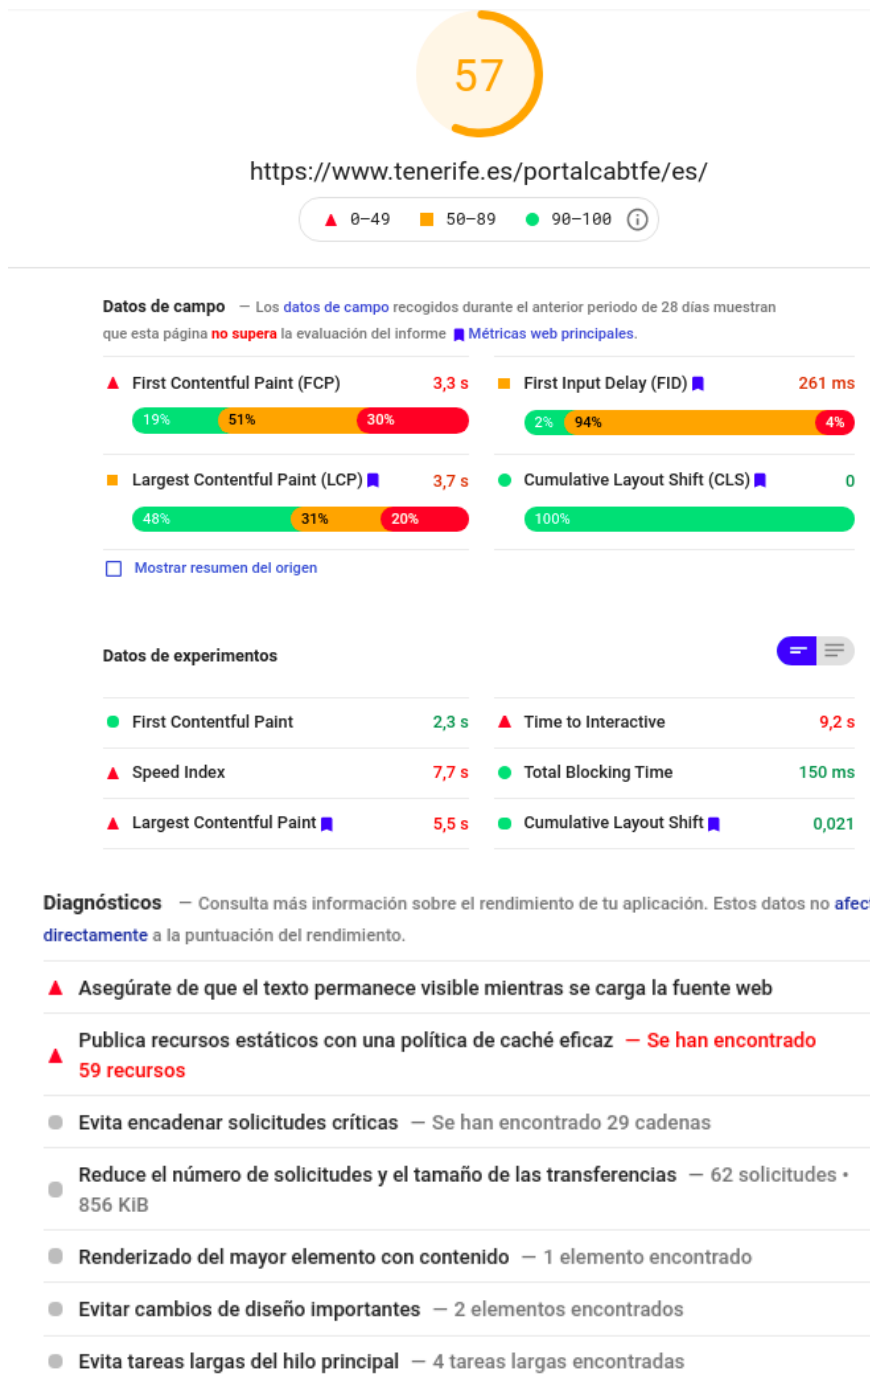 57
https://www.tenerife.es/portalcabtfe/es/
0–49 50–89 90–100
Datos de campo — Los datos de campo recogidos durante el anterior periodo de 28 días muestran
que esta página no supera la evaluación del informe Métricas web principales.
First Contentful Paint (FCP) 3,3 s
19% 51% 30%
First Input Delay (FID) 261 ms
2% 94% 4%
Largest Contentful Paint (LCP) 3,7 s
48% 31% 20%
Cumulative Layout Shift (CLS) 0
100%
Mostrar resumen del origen
Datos de experimentos
First Contentful Paint 2,3 s
Time to Interactive 9,2 s
Speed Index 7,7 s
Total Blocking Time 150 ms
Largest Contentful Paint 5,5 s
Cumulative Layout Shift 0,021
Diagnósticos — Consulta más información sobre el rendimiento de tu aplicación. Estos datos no afec
directamente a la puntuación del rendimiento.
Asegúrate de que el texto permanece visible mientras se carga la fuente web
Publica recursos estáticos con una política de caché eficaz — Se han encontrado
59 recursos
Evita encadenar solicitudes críticas — Se han encontrado 29 cadenas
Reduce el número de solicitudes y el tamaño de las transferencias — 62 solicitudes •
856 KiB
Renderizado del mayor elemento con contenido — 1 elemento encontrado
Evitar cambios de diseño importantes — 2 elementos encontrados
Evita tareas largas del hilo principal — 4 tareas largas encontradas